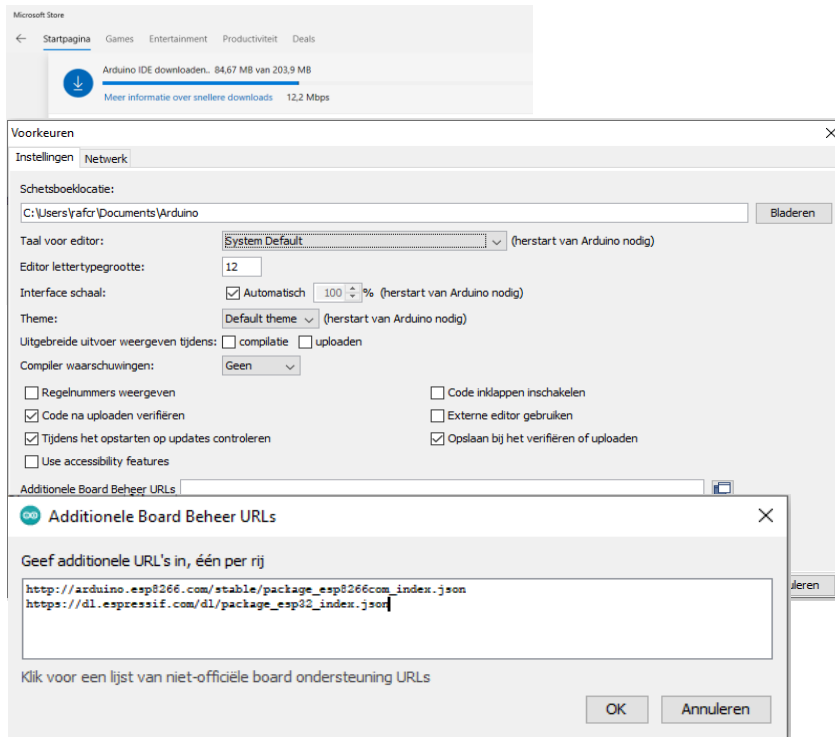 Microsoft Store
Startpagina Games Entertainment Productiviteit Deals
Arduino IDE downloaden.. 84,67 MB van 203,9 MB
Meer informatie over snellere downloads 12,2 Mbps
Voorkeuren
Instellingen Netwerk
Schetsboeklocatie:
C:\Users\rafcr\Documents\Arduino Bladeren
Taal voor editor: System Default (herstart van Arduino nodig)
Editor lettertypegrootte: 12
Interface schaal: Automatisch 100 % (herstart van Arduino nodig)
Theme: Default theme (herstart van Arduino nodig)
Uitgebreide uitvoer weergeven tijdens: compilatie uploaden
Compiler waarschuwingen: Geen
Regelnummers weergeven Code inklappen inschakelen
Code na uploaden verifiëren Externe editor gebruiken
Tijdens het opstarten op updates controleren Opslaan bij het verifiëren of uploaden
Use accessibility features
Additionele Board Beheer URLs
Additionele Board Beheer URLs
Geef additionele URL's in, één per rij
http://arduino.esp8266.com/stable/package_esp8266com_index.json
https://dl.espressif.com/dl/package_esp32_index.json
Klik voor een lijst van niet-officiële board ondersteuning URLs
OK Annuleren